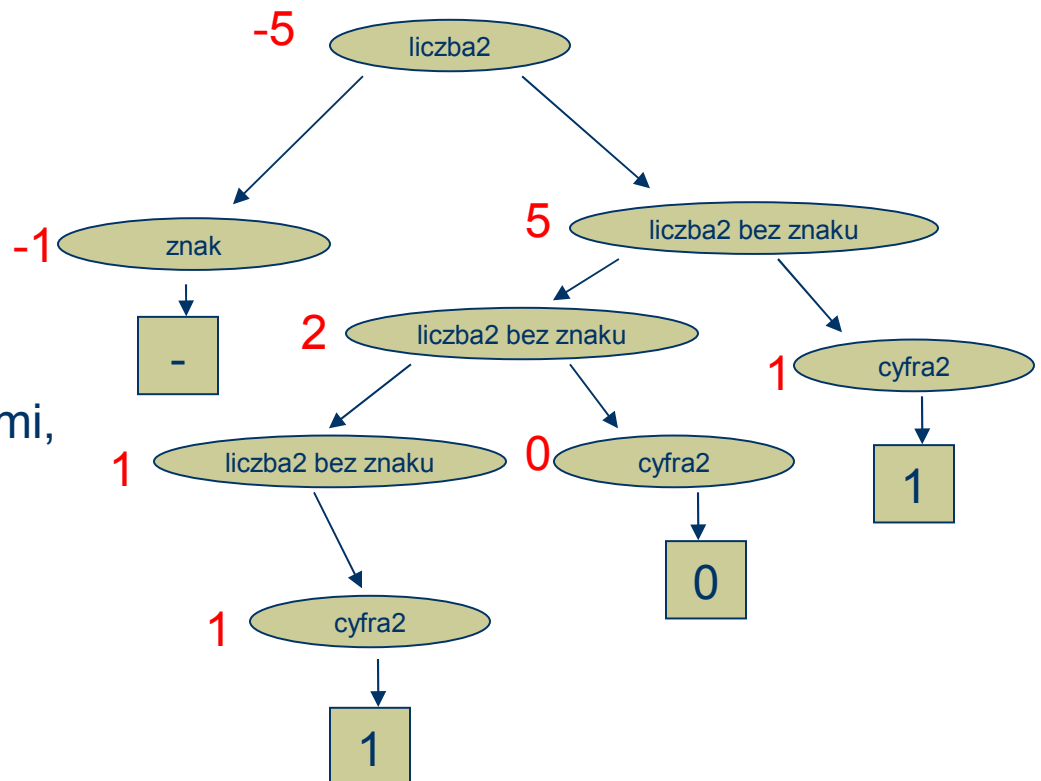 -5 liczba2
-1 znak
5 liczba2 bez znaku
-
2 liczba2 bez znaku
1 cyfra2
mi,
1 liczba2 bez znaku
0 cyfra2
1
0
1 cyfra2
1